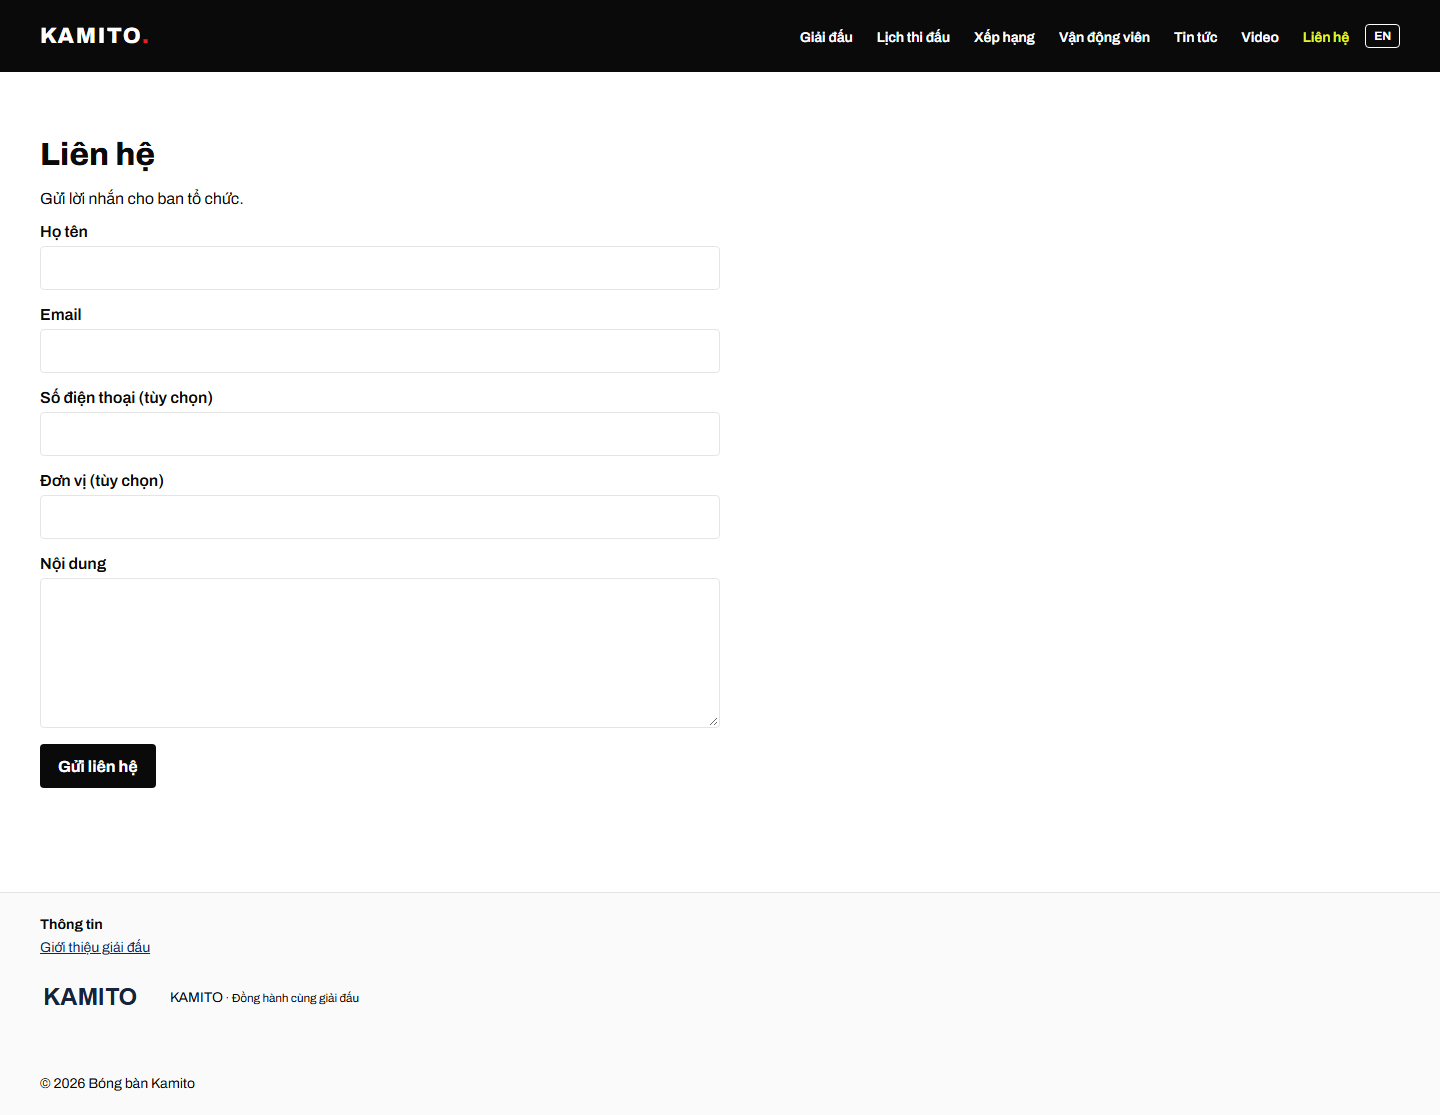 KAMITO.
Giải đấu Lịch thi đấu Xếp hạng Vận động viên Tin tức Video Liên hệ EN
Liên hệ
Gửi lời nhắn cho ban tổ chức.
Họ tên
Email
Số điện thoại (tùy chọn)
Đơn vị (tùy chọn)
Nội dung
Gửi liên hệ
Thông tin
Giới thiệu giải đấu
KAMITO KAMITO · Đồng hành cùng giải đấu
© 2026 Bóng bàn Kamito